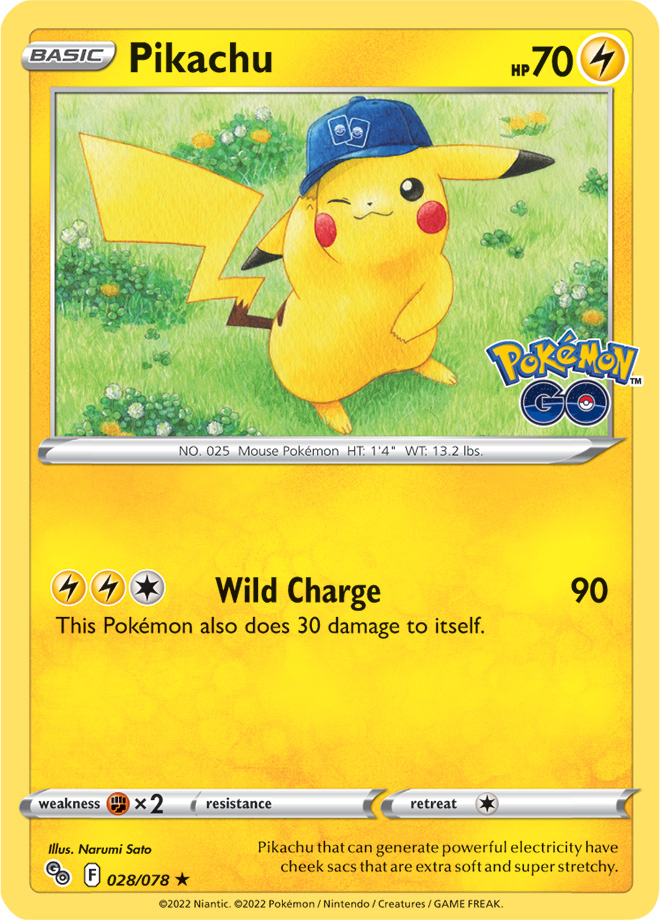 BASIC Pikachu HP70
POKéMON™
GO
NO. 025 Mouse Pokémon HT: 1'4" WT: 13.2 lbs.
Wild Charge 90
This Pokémon also does 30 damage to itself.
weakness ×2 resistance retreat
Illus. Narumi Sato
Pikachu that can generate powerful electricity have
cheek sacs that are extra soft and super stretchy.
GO F 028/078 ★
©2022 Niantic. ©2022 Pokémon / Nintendo / Creatures / GAME FREAK.